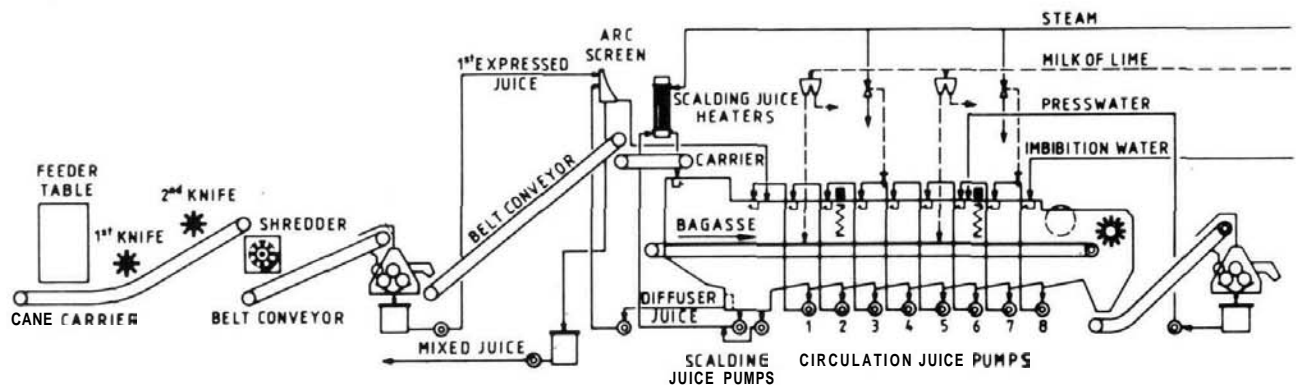 STEAM
ARC
SCREEN
1st EXPRESSED
JUICE
MILK OF LIME
SCALDING JUICE
HEATERS
PRESSWATER
FEEDER
TABLE
2nd KNIFE
CARRIER
IMBIBITION WATER
1st KNIFE
SHREDDER
BELT CONVEYOR
BAGASSE
CANE CARRIER
BELT CONVEYOR
DIFFUSER
JUICE
1 2 3 4 5 6 7 8
MIXED JUICE
SCALDING
JUICE PUMPS
CIRCULATION JUICE PUMPS